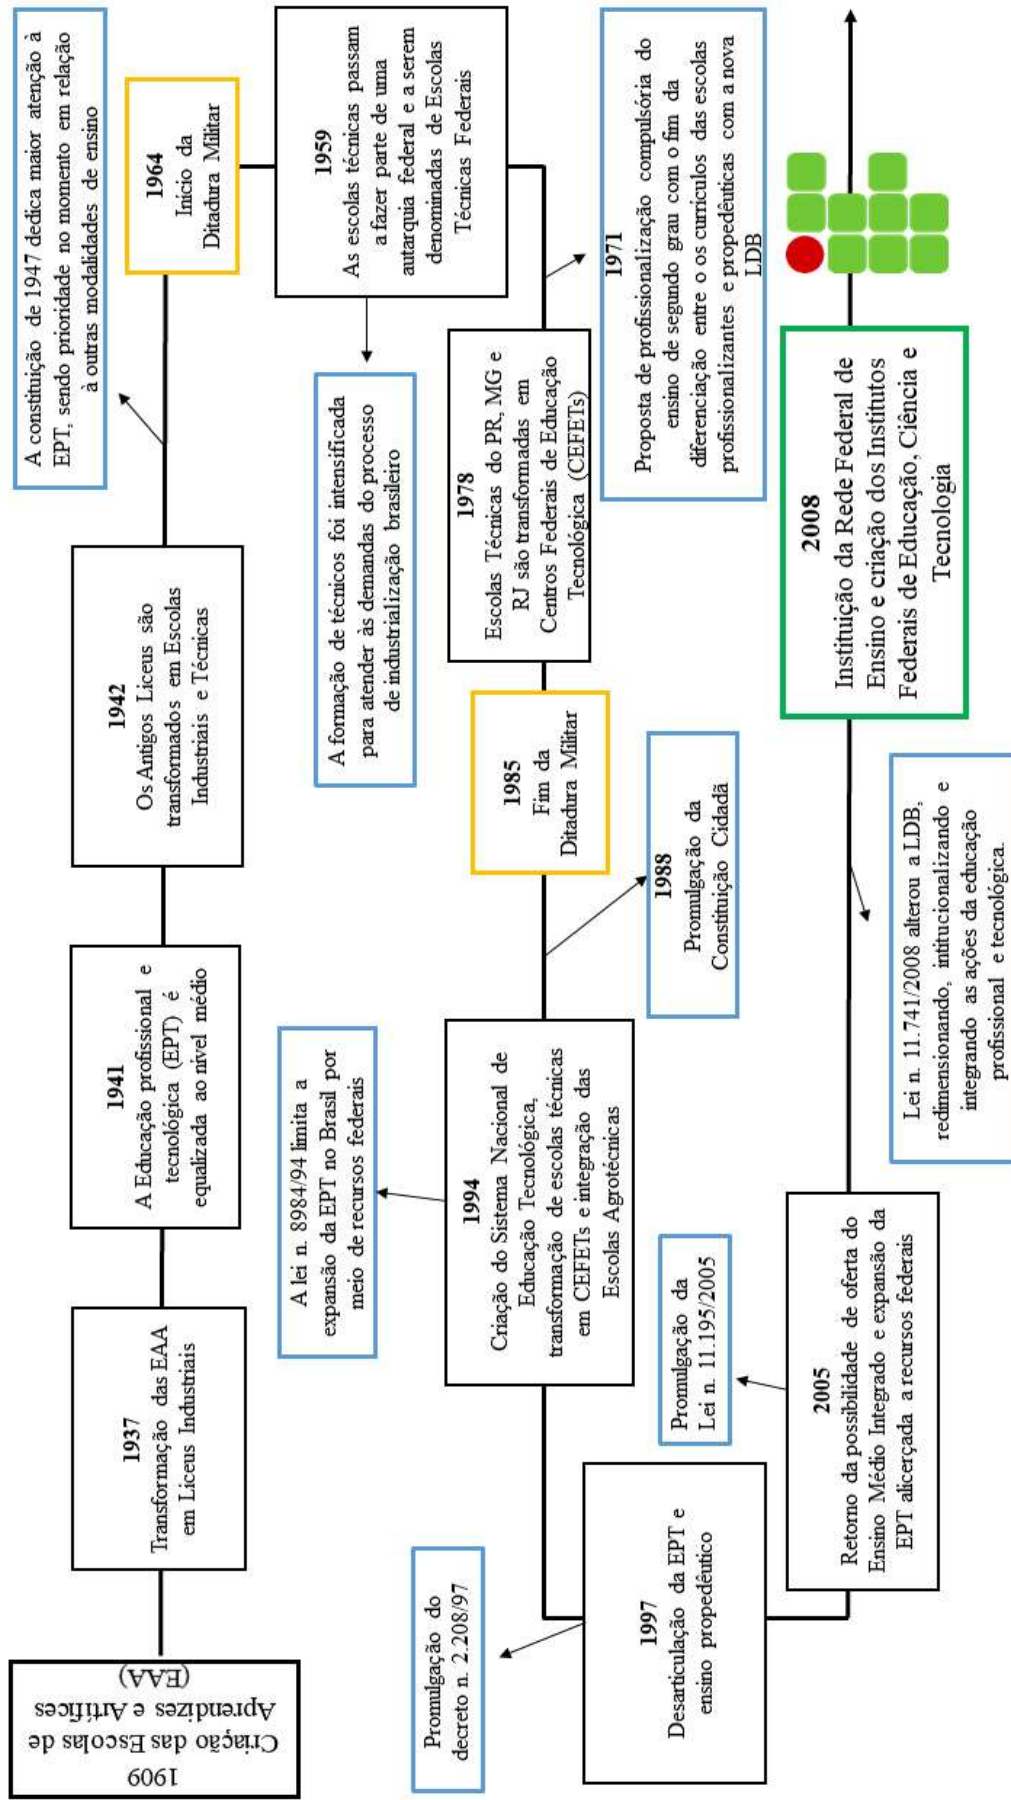 1909
Criação das Escolas de
Aprendizes e Artífices
(EAA)
1937
Transformação das EAA
em Liceus Industriais
1941
A Educação profissional e
tecnológica (EPT) é
equalizada ao nível médio
1942
Os Antigos Liceus são
transformados em Escolas
Industriais e Técnicas
A constituição de 1947 dedica maior atenção à
EPT, sendo prioridade no momento em relação
à outras modalidades de ensino
1964
Início da
Ditadura Militar
1959
As escolas técnicas passam
a fazer parte de uma
autarquia federal e a serem
denominadas de Escolas
Técnicas Federais
A formação de técnicos foi intensificada
para atender às demandas do processo
de industrialização brasileiro
1971
Proposta de profissionalização compulsória do
ensino de segundo grau com o fim da
diferenciação entre o os currículos das escolas
profissionalizantes e propedêuticas com a nova
LDB
1978
Escolas Técnicas do PR, MG e
RJ são transformadas em
Centros Federais de Educação
Tecnológica (CEFETs)
1985
Fim da
Ditadura Militar
1988
Promulgação da
Constituição Cidadã
1994
Criação do Sistema Nacional de
Educação Tecnológica,
transformação de escolas técnicas
em CEFETs e integração das
Escolas Agrotécnicas
A lei n. 8984/94 limita a
expansão da EPT no Brasil por
meio de recursos federais
1997
Desarticulação da EPT e
ensino propedêutico
Promulgação do
decreto n. 2.208/97
2005
Retorno da possibilidade de oferta do
Ensino Médio Integrado e expansão da
EPT alicerçada a recursos federais
Promulgação da
Lei n. 11.195/2005
Lei n. 11.741/2008 alterou a LDB,
redimensionando, intitucionalizando e
integrando as ações da educação
profissional e tecnológica.
2008
Instituição da Rede Federal de
Ensino e criação dos Institutos
Federais de Educação, Ciência e
Tecnologia